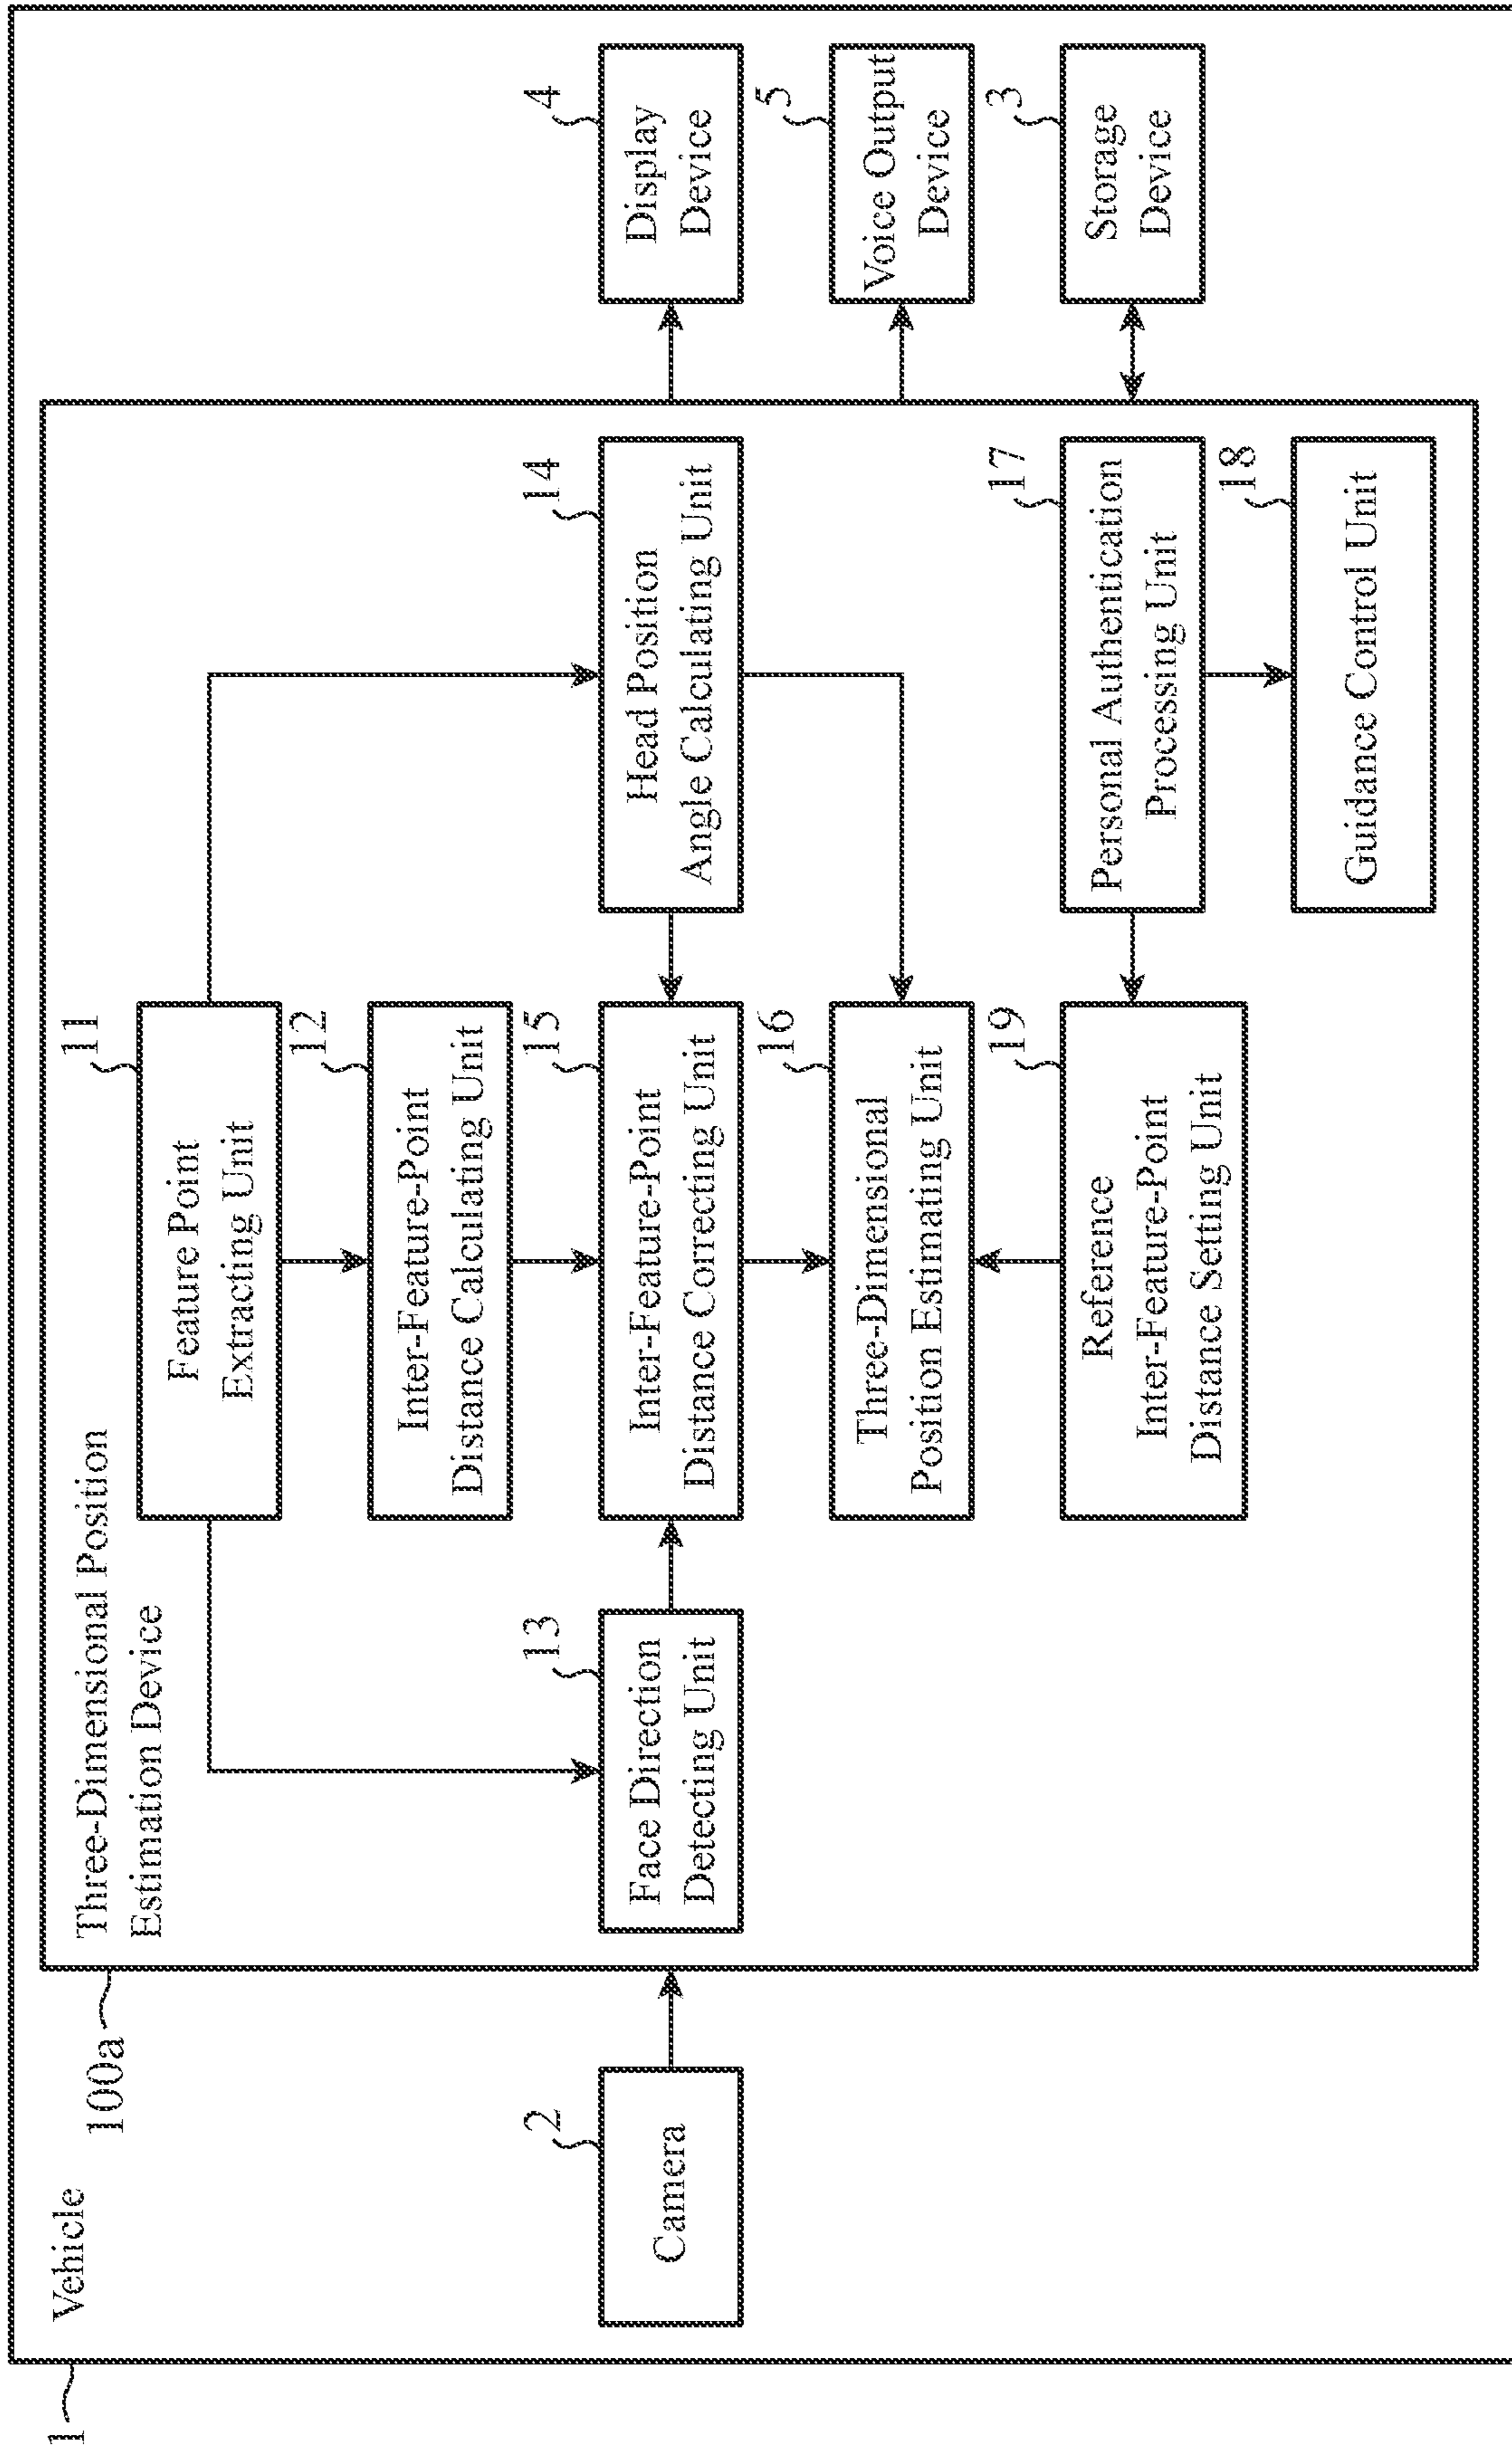 1
Vehicle
100a
Three-Dimensional Position
Estimation Device
11
Feature Point
Extracting Unit
12
Inter-Feature-Point
Distance Calculating Unit
2
Camera
13
Face Direction
Detecting Unit
15
Inter-Feature-Point
Distance Correcting Unit
14
Head Position
Angle Calculating Unit
4
Display
Device
16
Three-Dimensional
Position Estimating Unit
5
Voice Output
Device
19
Reference
Inter-Feature-Point
Distance Setting Unit
17
Personal Authentication
Processing Unit
3
Storage
Device
18
Guidance Control Unit